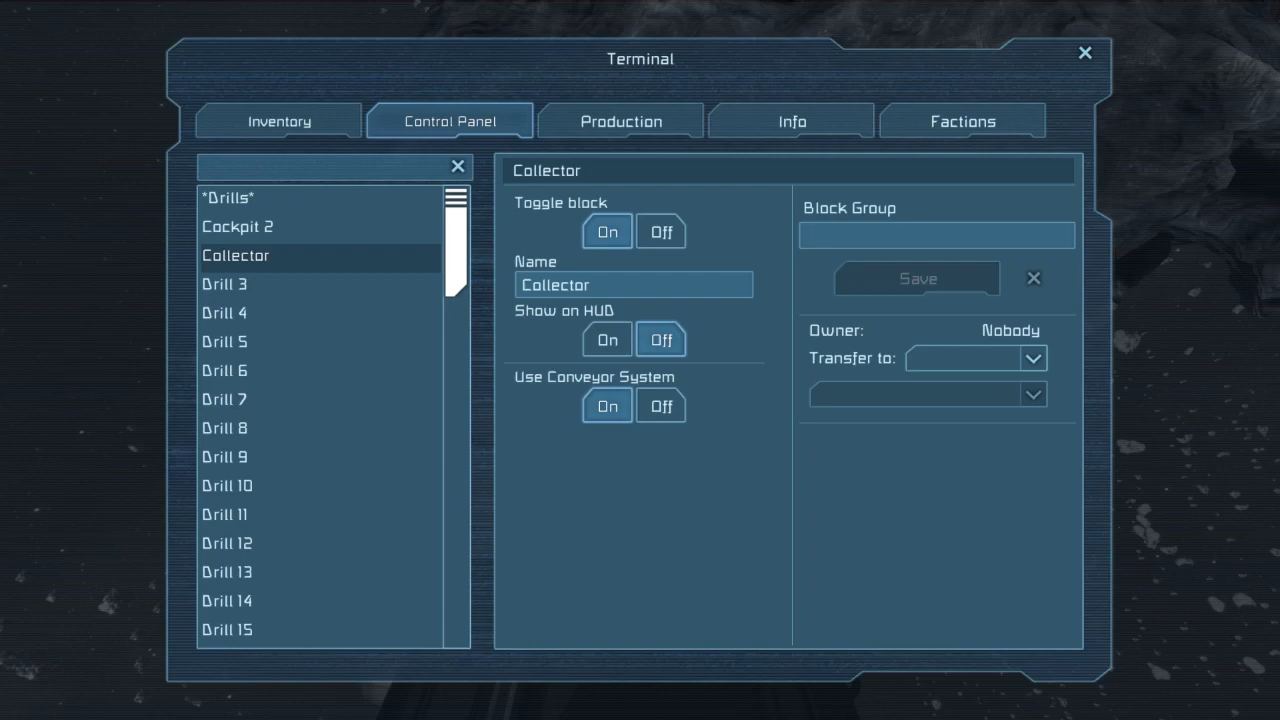 Terminal
Inventory
Control Panel
Production
Info
Factions
*Drills*
Cockpit 2
Collector
Drill 3
Drill 4
Drill 5
Drill 6
Drill 7
Drill 8
Drill 9
Drill 10
Drill 11
Drill 12
Drill 13
Drill 14
Drill 15
Collector
Toggle block
On Off
Name
Collector
Show on HUD
On Off
Use Conveyor System
On Off
Block Group
Save
Owner: Nobody
Transfer to: